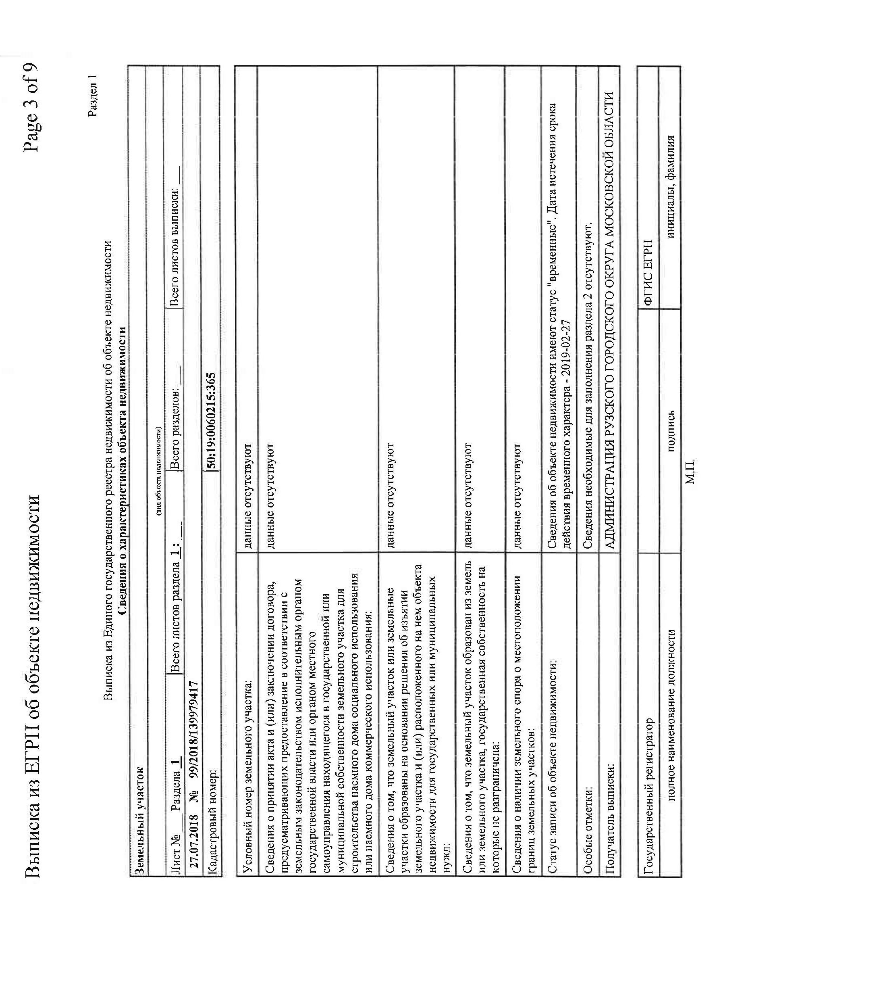 Выписка из ЕГРН об объекте недвижимости Page 3 of 9
Раздел 1
Выписка из Единого государственного реестра недвижимости об объекте недвижимости
Сведения о характеристиках объекта недвижимости
Земельный участок
(вид объекта недвижимости)
Лист № ___ Раздела 1 Всего листов раздела 1 : ___ Всего разделов: ___ Всего листов выписки: ___
27.07.2018 № 99/2018/139979417
Кадастровый номер: 50:19:0060215:365
Условный номер земельного участка: данные отсутствуют
Сведения о принятии акта и (или) заключении договора, данные отсутствуют
предусматривающих предоставление в соответствии с
земельным законодательством исполнительным органом
государственной власти или органом местного
самоуправления находящегося в государственной или
муниципальной собственности земельного участка для
строительства наемного дома социального использования
или наемного дома коммерческого использования:
Сведения о том, что земельный участок или земельные данные отсутствуют
участки образованы на основании решения об изъятии
земельного участка и (или) расположенного на нем объекта
недвижимости для государственных или муниципальных
нужд:
Сведения о том, что земельный участок образован из земель данные отсутствуют
или земельного участка, государственная собственность на
которые не разграничена:
Сведения о наличии земельного спора о местоположении данные отсутствуют
границ земельных участков:
Статус записи об объекте недвижимости: Сведения об объекте недвижимости имеют статус "временные". Дата истечения срока
действия временного характера - 2019-02-27
Особые отметки: Сведения необходимые для заполнения раздела 2 отсутствуют.
Получатель выписки: АДМИНИСТРАЦИЯ РУЗСКОГО ГОРОДСКОГО ОКРУГА МОСКОВСКОЙ ОБЛАСТИ
Государственный регистратор ФГИС ЕГРН
полное наименование должности подпись инициалы, фамилия
М.П.